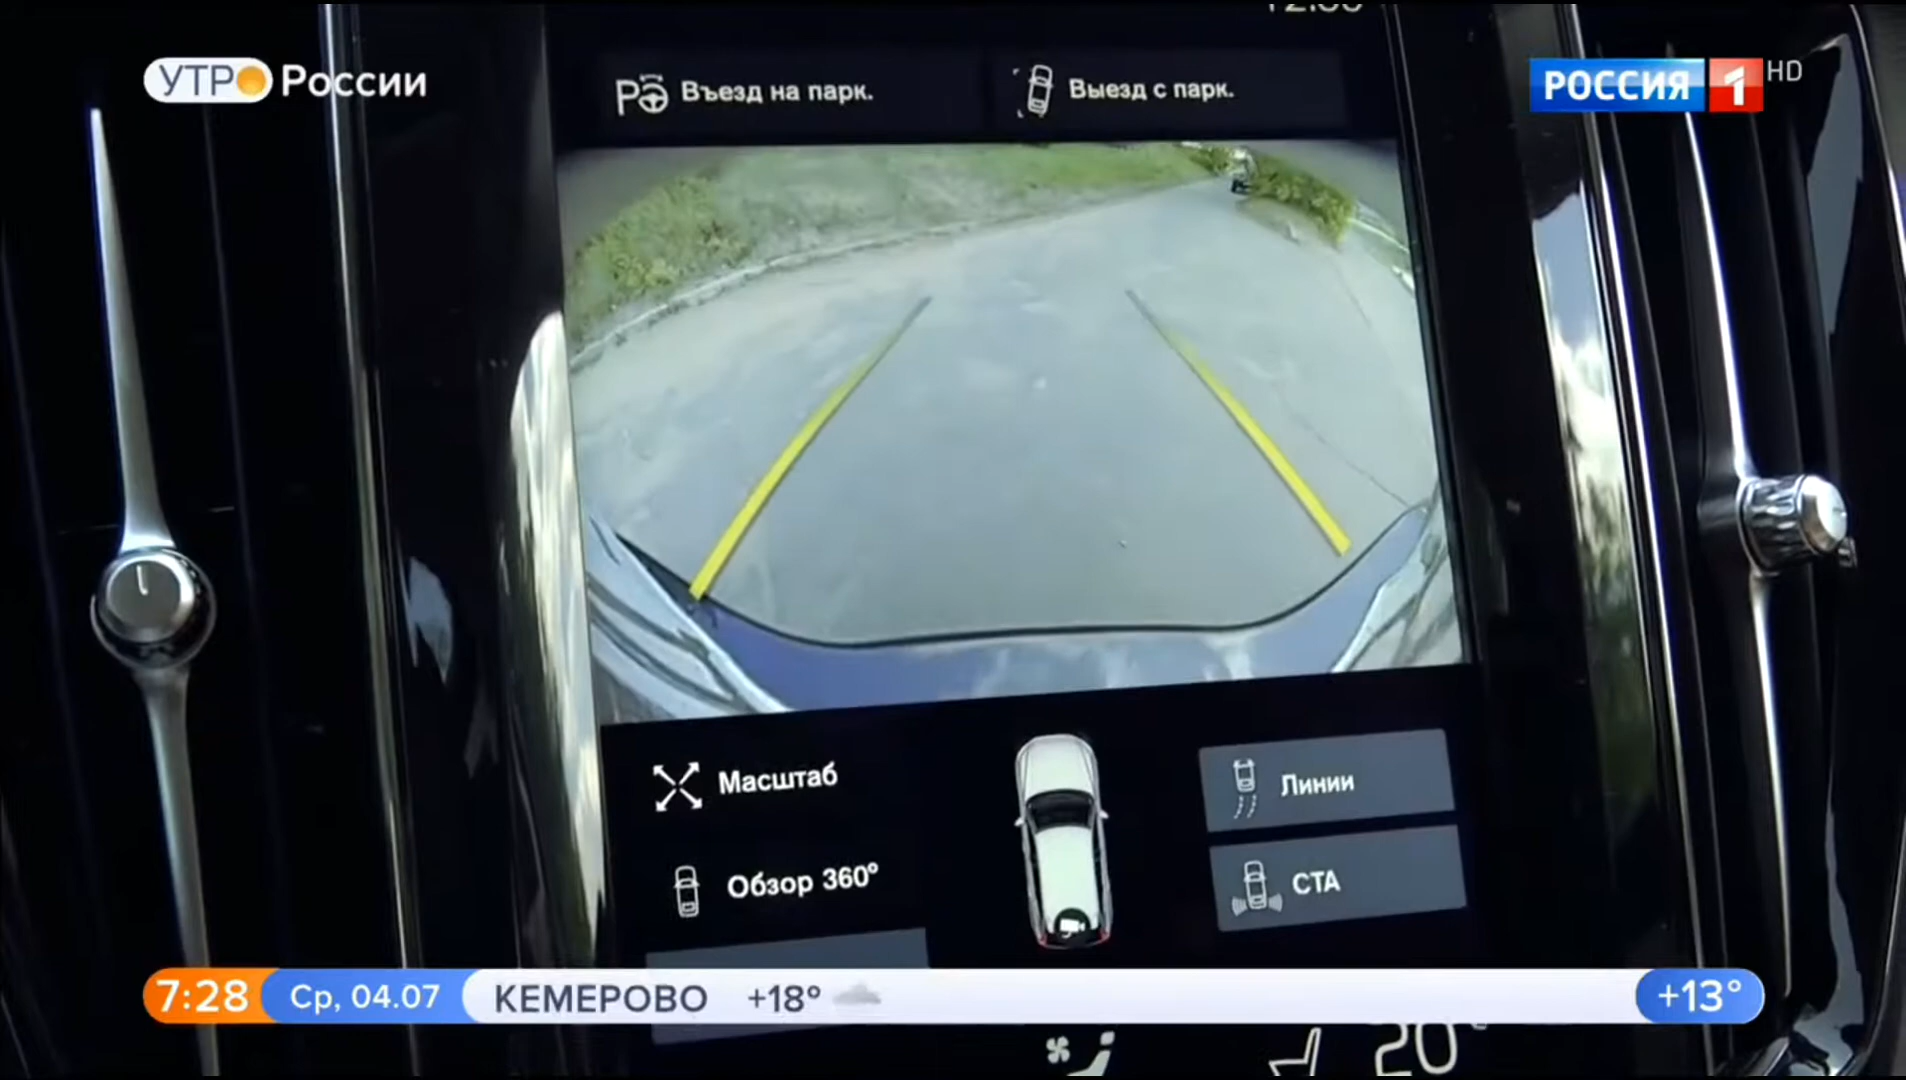 УТРО России
РОССИЯ 1 HD
Въезд на парк.
Выезд с парк.
Масштаб
Линии
Обзор 360°
СТА
7:28 Ср, 04.07 КЕМЕРОВО +18° +13°
20°